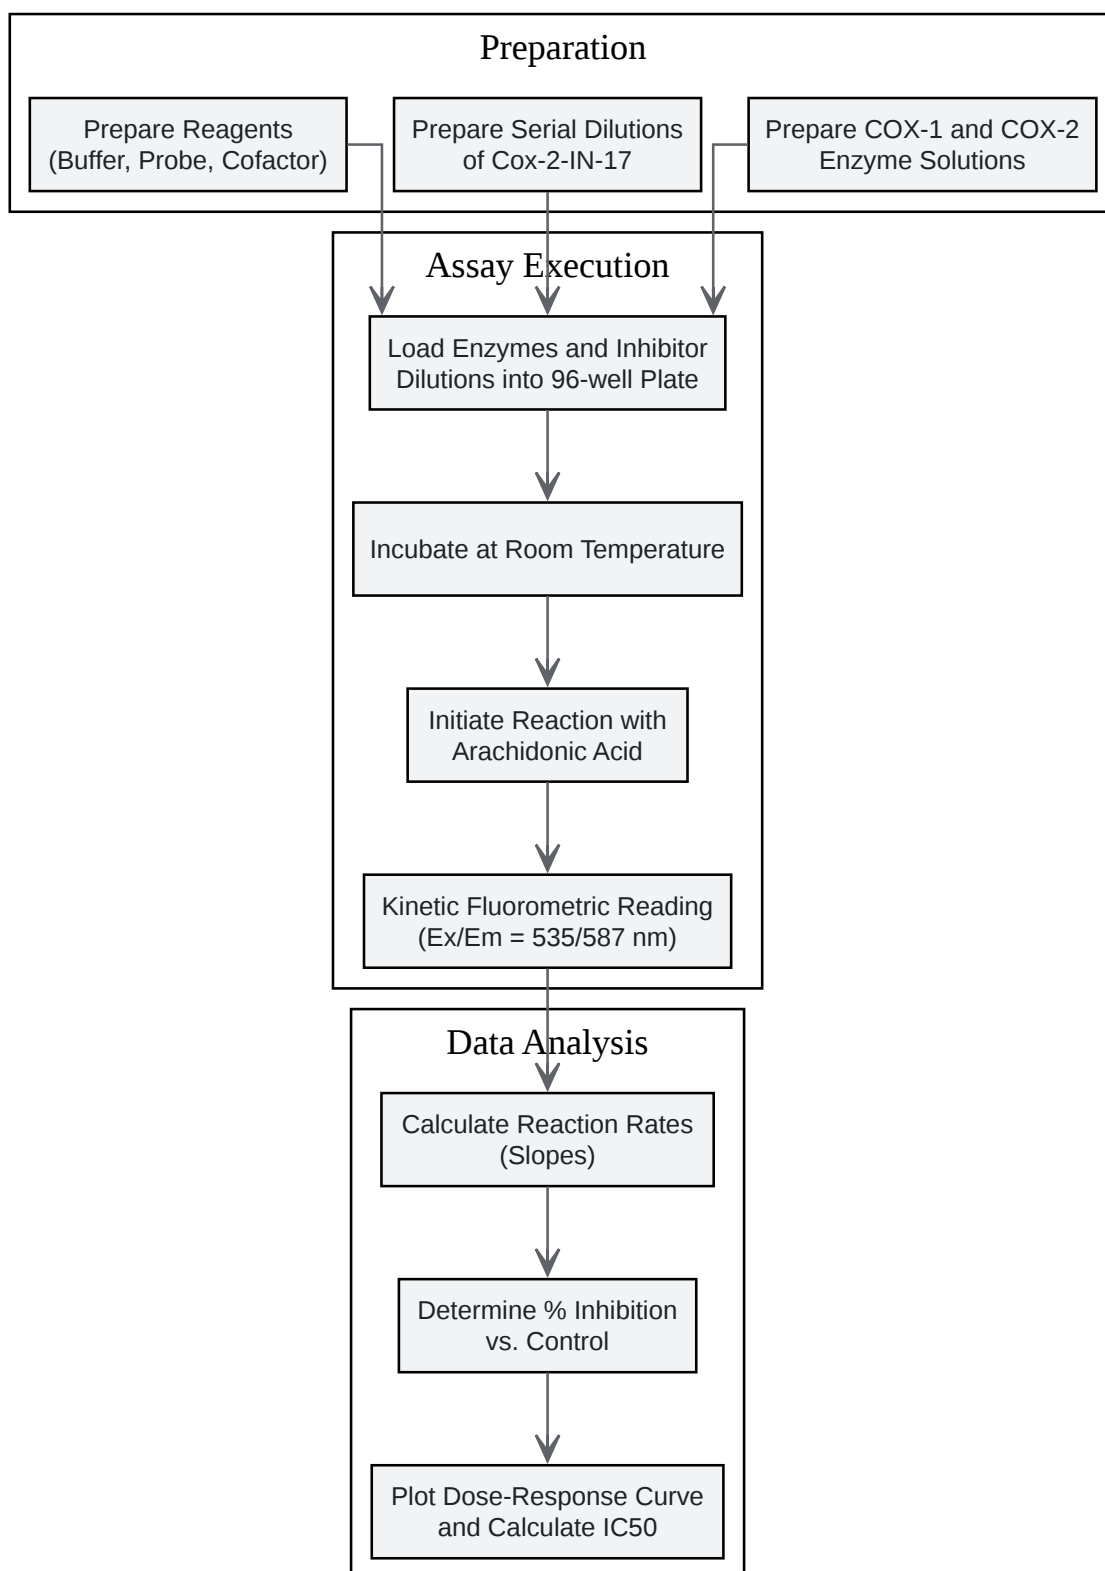 Preparation
Prepare Reagents
(Buffer, Probe, Cofactor)
Prepare Serial Dilutions
of Cox-2-IN-17
Prepare COX-1 and COX-2
Enzyme Solutions
Assay Execution
Load Enzymes and Inhibitor
Dilutions into 96-well Plate
Incubate at Room Temperature
Initiate Reaction with
Arachidonic Acid
Kinetic Fluorometric Reading
(Ex/Em = 535/587 nm)
Data Analysis
Calculate Reaction Rates
(Slopes)
Determine % Inhibition
vs. Control
Plot Dose-Response Curve
and Calculate IC50